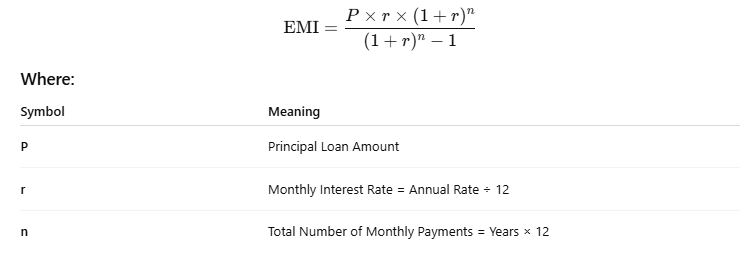 EMI = P × r × (1 + r)ⁿ / (1 + r)ⁿ − 1
Where:
Symbol Meaning
P Principal Loan Amount
r Monthly Interest Rate = Annual Rate ÷ 12
n Total Number of Monthly Payments = Years × 12